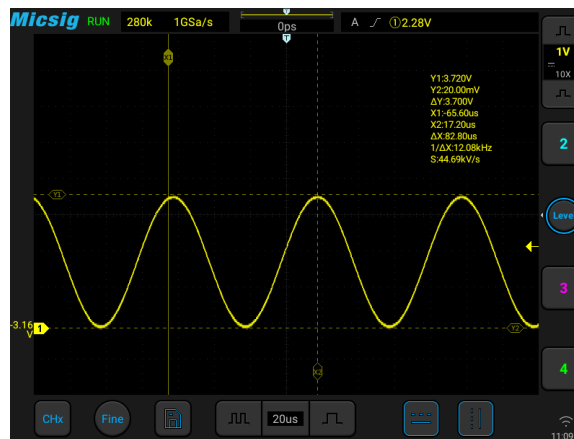 Micsig RUN 280k 1GSa/s 0ps A ①2.28V
T
X1
1V
10X
Y1:3.720V
Y2:20.00mV
ΔY:3.700V
X1:-65.60us
X2:17.20us
ΔX:82.80us
1/ΔX:12.08kHz
S:44.69kV/s
2
Y1
Level
3
-3.16
V
1
Y2
X2
4
CHx Fine 20us
11:09